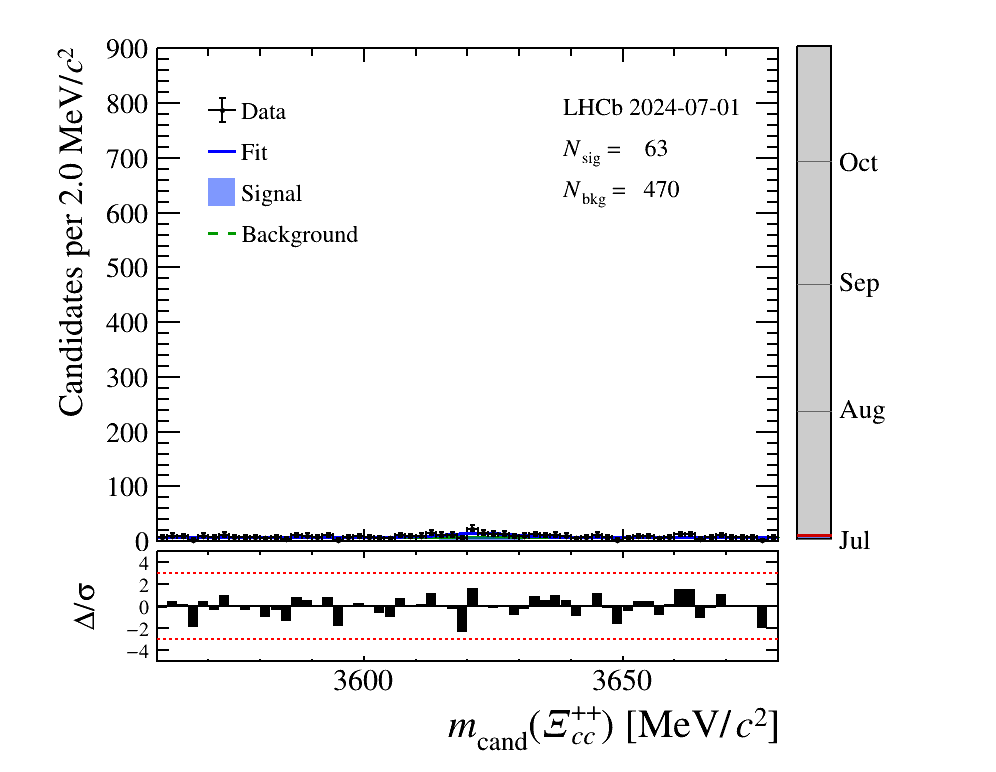 Candidates per 2.0 MeV/c²
900
800
700
600
500
400
300
200
100
0
Data
Fit
Signal
Background
LHCb 2024-07-01
N_sig = 63
N_bkg = 470
Oct
Sep
Aug
Jul
Δ/σ
4
2
0
−2
−4
3600
3650
m_cand(Ξ_cc^++) [MeV/c²]